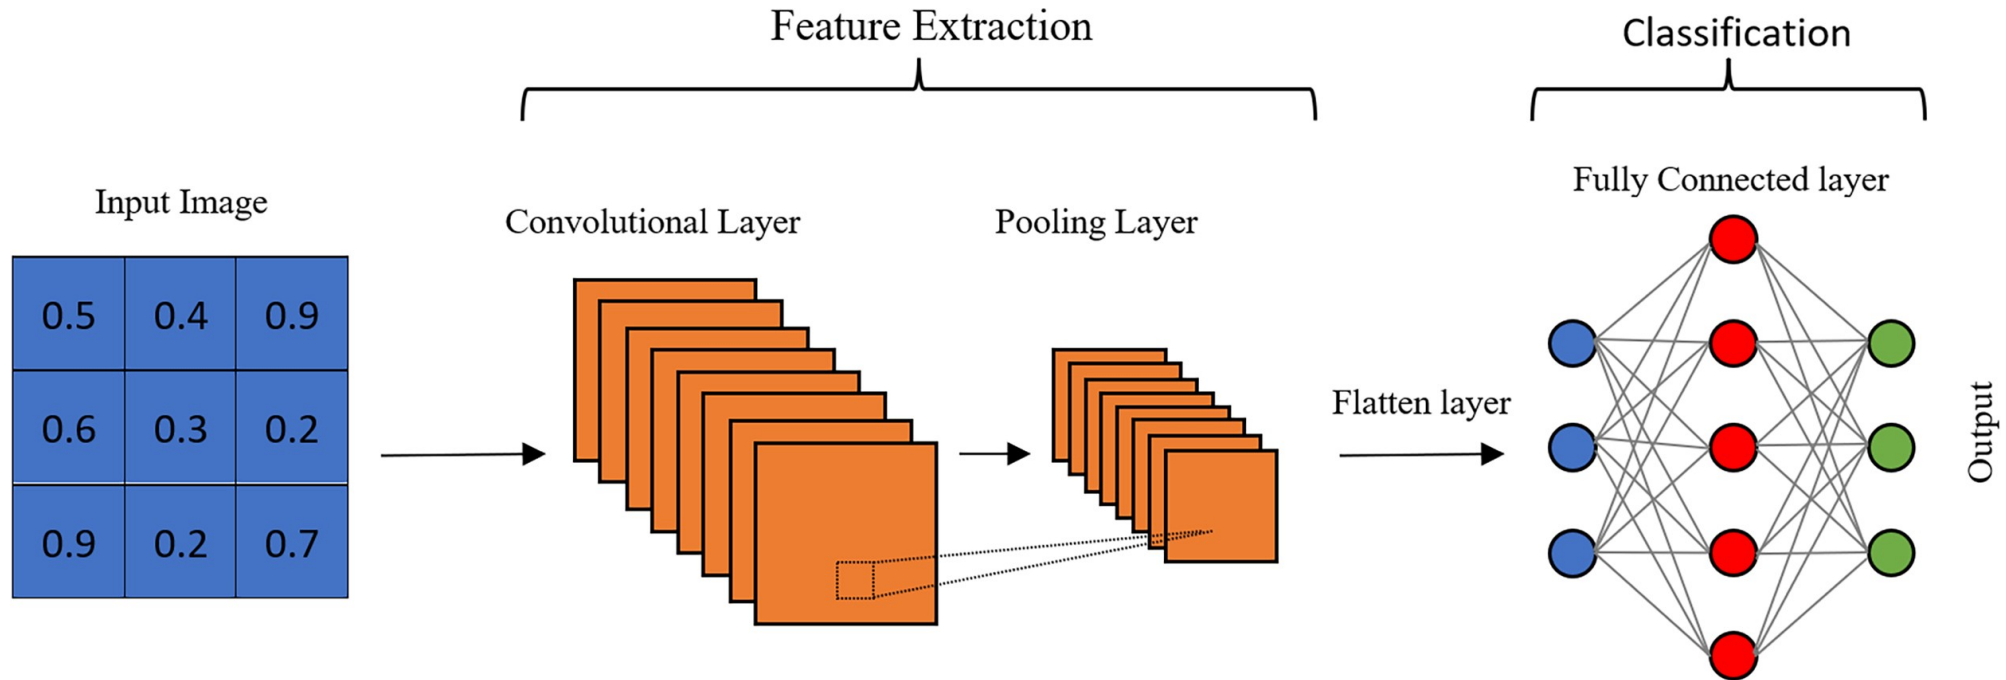 Feature Extraction
Classification
Input Image
Convolutional Layer
Pooling Layer
Fully Connected layer
0.5 0.4 0.9
0.6 0.3 0.2
0.9 0.2 0.7
Flatten layer
Output